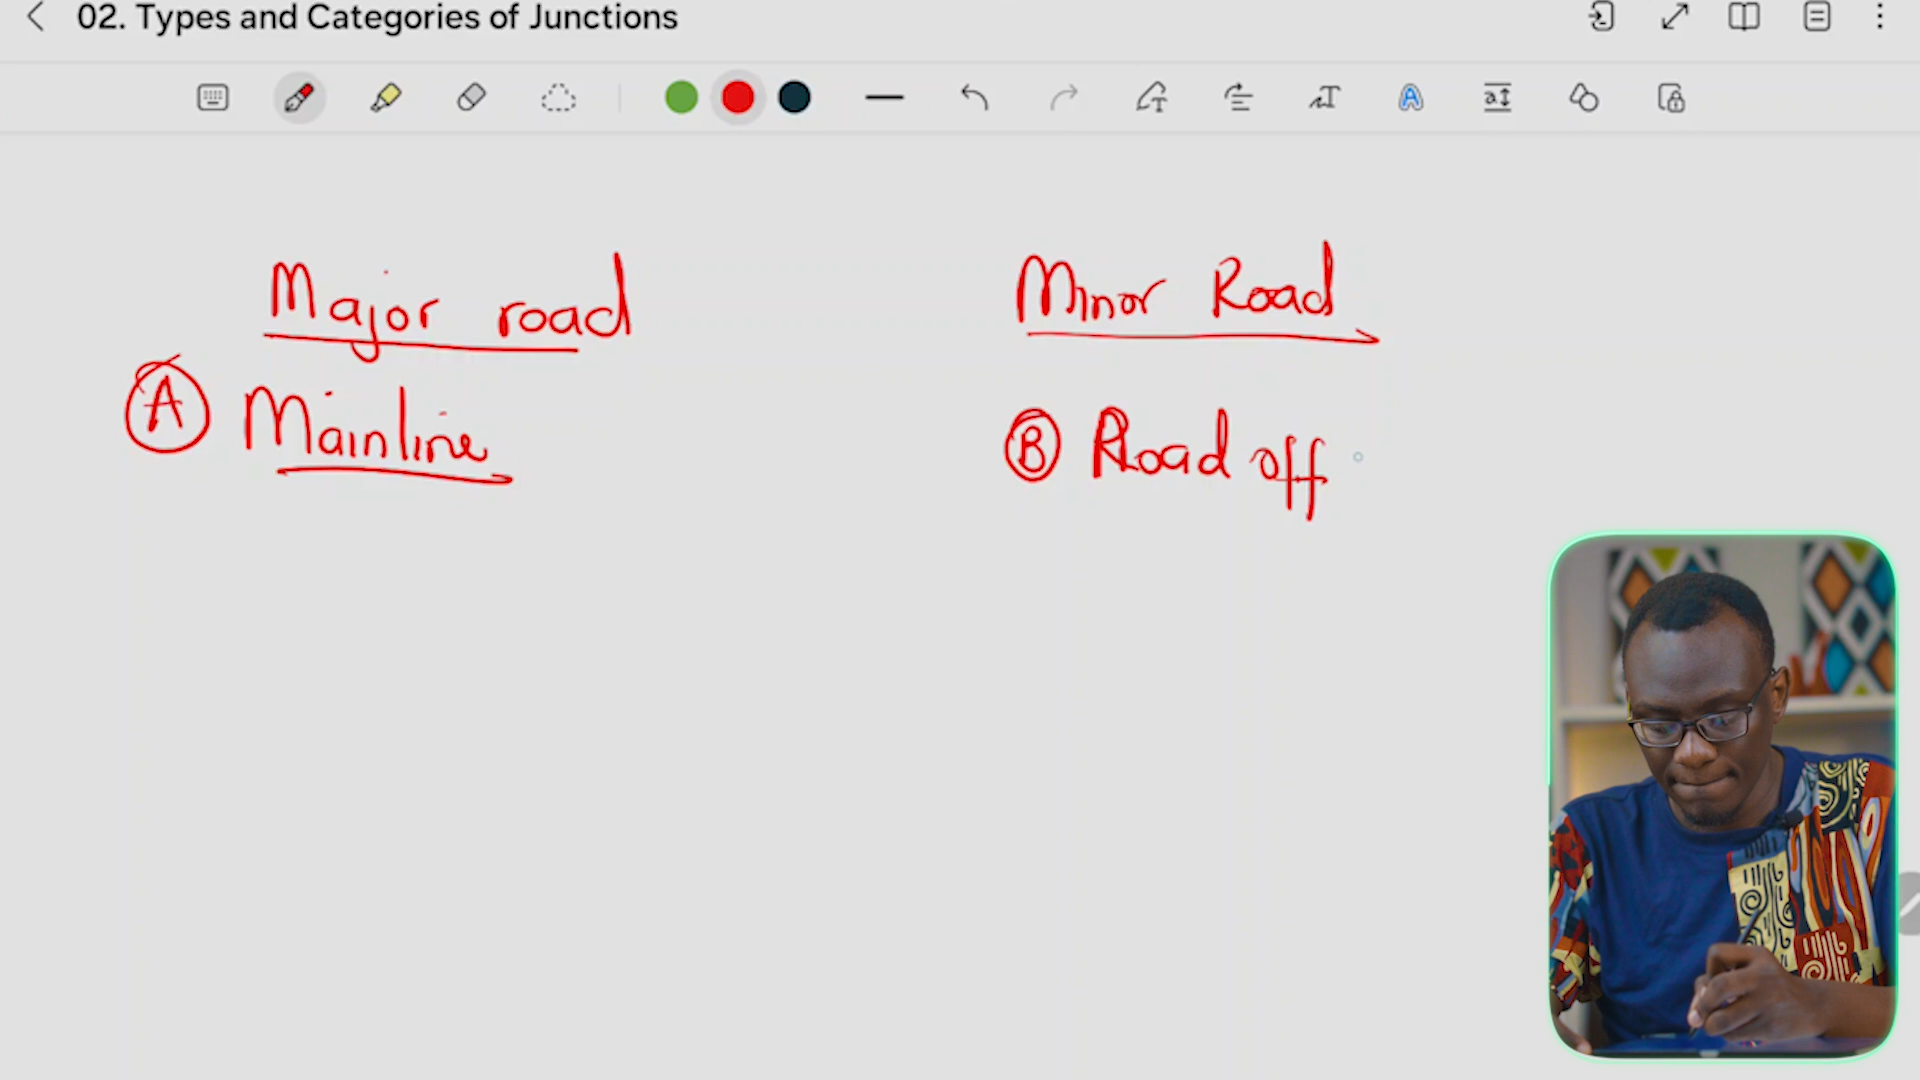 02. Types and Categories of Junctions
Major road
Minor Road
A Mainline
B Road off